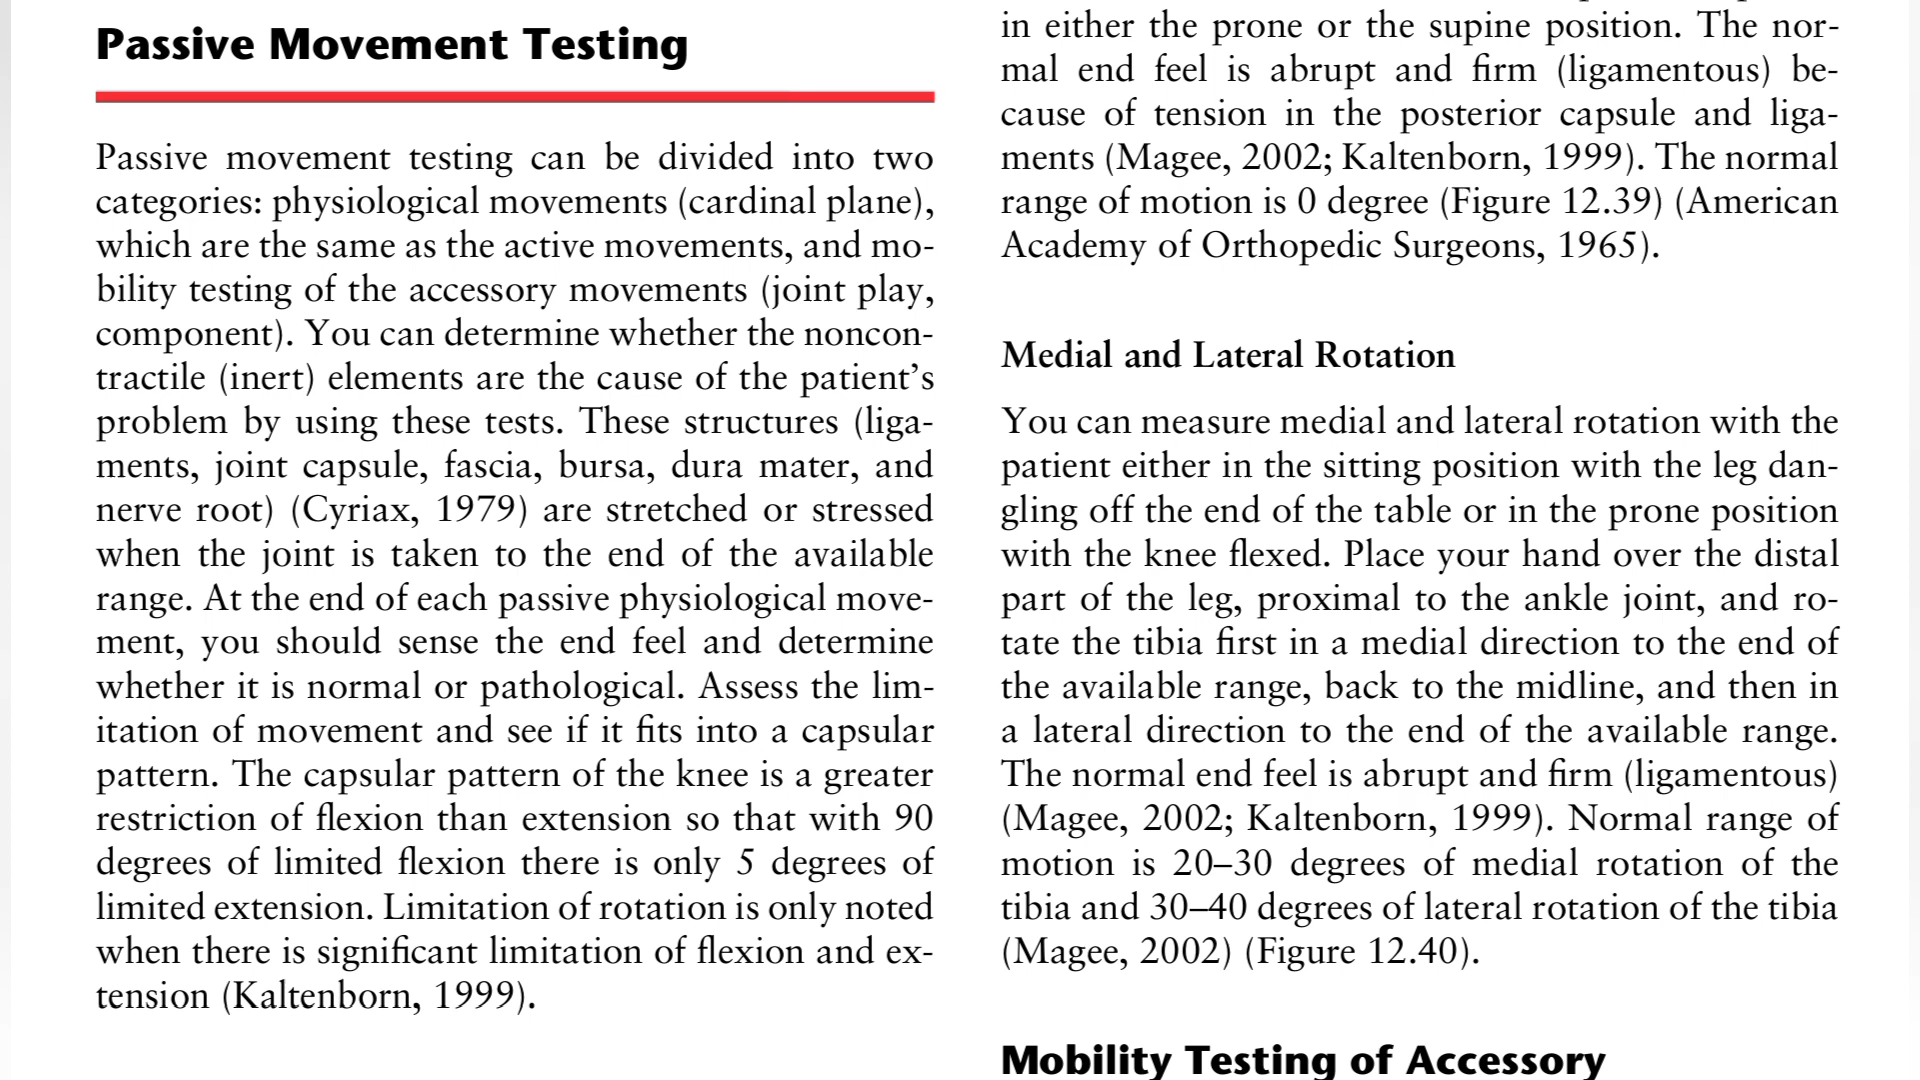 Passive Movement Testing
Passive movement testing can be divided into two
categories: physiological movements (cardinal plane),
which are the same as the active movements, and mo-
bility testing of the accessory movements (joint play,
component). You can determine whether the noncon-
tractile (inert) elements are the cause of the patient’s
problem by using these tests. These structures (liga-
ments, joint capsule, fascia, bursa, dura mater, and
nerve root) (Cyriax, 1979) are stretched or stressed
when the joint is taken to the end of the available
range. At the end of each passive physiological move-
ment, you should sense the end feel and determine
whether it is normal or pathological. Assess the lim-
itation of movement and see if it fits into a capsular
pattern. The capsular pattern of the knee is a greater
restriction of flexion than extension so that with 90
degrees of limited flexion there is only 5 degrees of
limited extension. Limitation of rotation is only noted
when there is significant limitation of flexion and ex-
tension (Kaltenborn, 1999).
in either the prone or the supine position. The nor-
mal end feel is abrupt and firm (ligamentous) be-
cause of tension in the posterior capsule and liga-
ments (Magee, 2002; Kaltenborn, 1999). The normal
range of motion is 0 degree (Figure 12.39) (American
Academy of Orthopedic Surgeons, 1965).
Medial and Lateral Rotation
You can measure medial and lateral rotation with the
patient either in the sitting position with the leg dan-
gling off the end of the table or in the prone position
with the knee flexed. Place your hand over the distal
part of the leg, proximal to the ankle joint, and ro-
tate the tibia first in a medial direction to the end of
the available range, back to the midline, and then in
a lateral direction to the end of the available range.
The normal end feel is abrupt and firm (ligamentous)
(Magee, 2002; Kaltenborn, 1999). Normal range of
motion is 20–30 degrees of medial rotation of the
tibia and 30–40 degrees of lateral rotation of the tibia
(Magee, 2002) (Figure 12.40).
Mobility Testing of Accessory